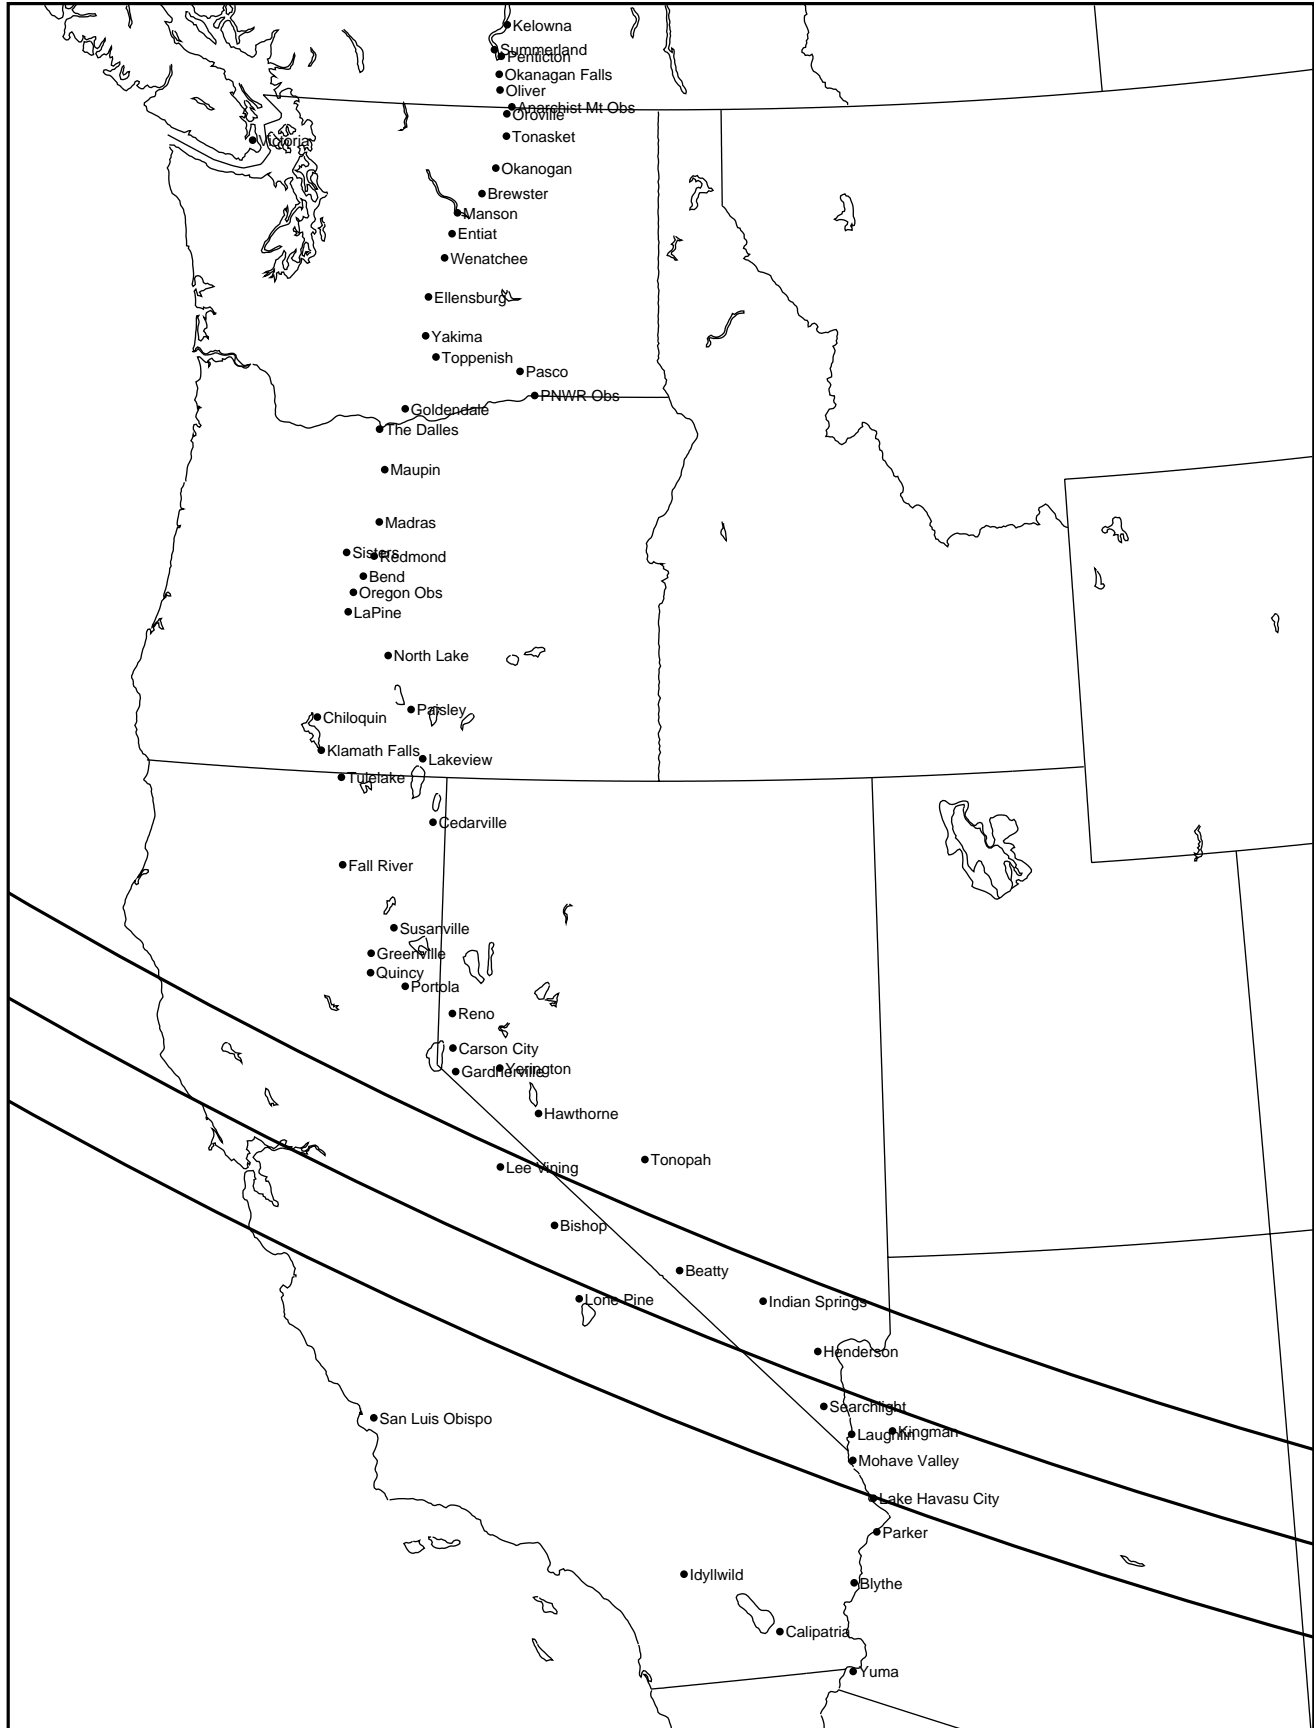 Kelowna
Summerland
Penticton
Okanagan Falls
Oliver
Anarchist Mt Obs
Oroville
Tonasket
Victoria
Okanogan
Brewster
Manson
Entiat
Wenatchee
Ellensburg
Yakima
Toppenish
Pasco
PNWR Obs
Goldendale
The Dalles
Maupin
Madras
Sisters
Redmond
Bend
Oregon Obs
LaPine
North Lake
Paisley
Chiloquin
Klamath Falls
Lakeview
Tulelake
Cedarville
Fall River
Susanville
Greenville
Quincy
Portola
Reno
Carson City
Yerington
Gardnerville
Hawthorne
Tonopah
Lee Vining
Bishop
Beatty
Lone Pine
Indian Springs
Henderson
Searchlight
San Luis Obispo
Kingman
Laughlin
Mohave Valley
Lake Havasu City
Parker
Idyllwild
Blythe
Calipatria
Yuma